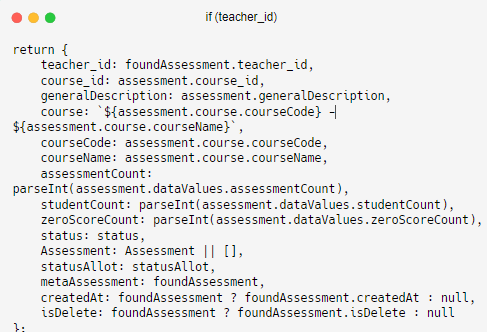 if (teacher_id)
return {
    teacher_id: foundAssessment.teacher_id,
    course_id: assessment.course_id,
    generalDescription: assessment.generalDescription,
    course: `${assessment.course.courseCode} -
${assessment.course.courseName}`,
    courseCode: assessment.course.courseCode,
    courseName: assessment.course.courseName,
    assessmentCount:
parseInt(assessment.dataValues.assessmentCount),
    studentCount: parseInt(assessment.dataValues.studentCount),
    zeroScoreCount: parseInt(assessment.dataValues.zeroScoreCount),
    status: status,
    Assessment: Assessment || [],
    statusAllot: statusAllot,
    metaAssessment: foundAssessment,
    createdAt: foundAssessment ? foundAssessment.createdAt : null,
    isDelete: foundAssessment ? foundAssessment.isDelete : null
};